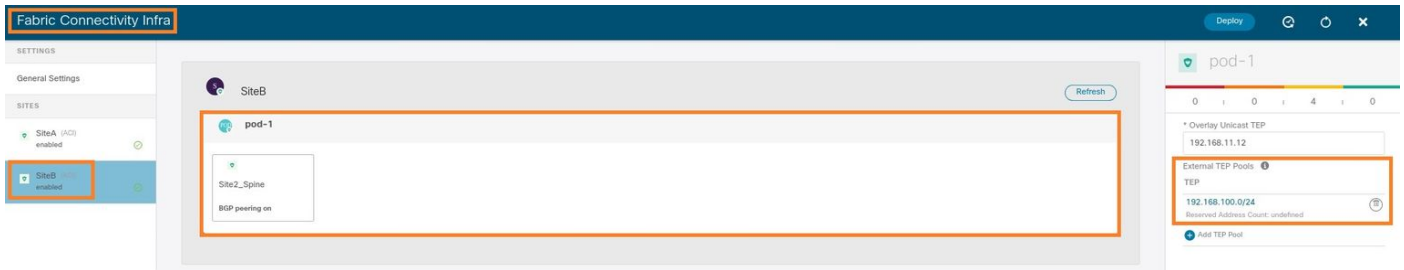 Fabric Connectivity Infra
Deploy
SETTINGS
General Settings
SITES
SiteA (ACI)
enabled
SiteB
enabled
SiteB
Refresh
pod-1
Site2_Spine
BGP peering on
pod-1
0 0 4 0
* Overlay Unicast TEP
192.168.11.12
External TEP Pools
TEP
192.168.100.0/24
Reserved Address Count: undefined
Add TEP Pool